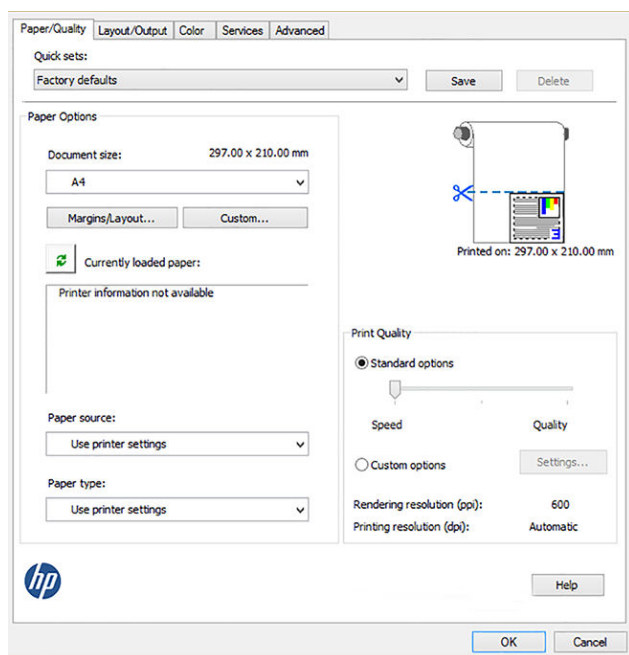 Paper/Quality Layout/Output Color Services Advanced
Quick sets:
Factory defaults Save Delete
Paper Options
Document size: 297.00 x 210.00 mm
A4
Margins/Layout... Custom...
Currently loaded paper:
Printer information not available
Printed on: 297.00 x 210.00 mm
Print Quality
Standard options
Speed Quality
Custom options Settings...
Rendering resolution (ppi): 600
Printing resolution (dpi): Automatic
Paper source:
Use printer settings
Paper type:
Use printer settings
hp
Help
OK Cancel